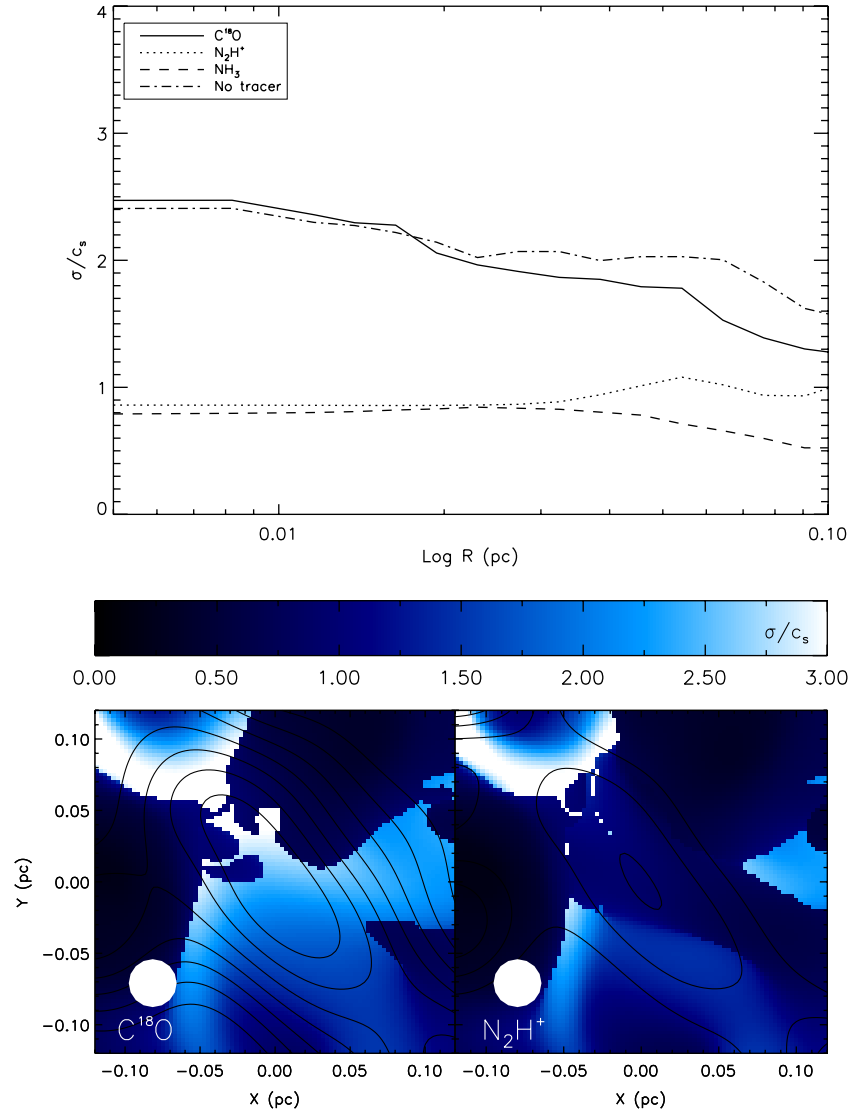 4
C¹⁸O
N₂H⁺
NH₃
No tracer
3
2
σ/cₛ
1
0
0.01 0.10
Log R (pc)
σ/cₛ
0.00 0.50 1.00 1.50 2.00 2.50 3.00
0.10
0.05
0.00
Y (pc)
−0.05
−0.10
C¹⁸O N₂H⁺
−0.10 −0.05 0.00 0.05 0.10 −0.10 −0.05 0.00 0.05 0.10
X (pc) X (pc)